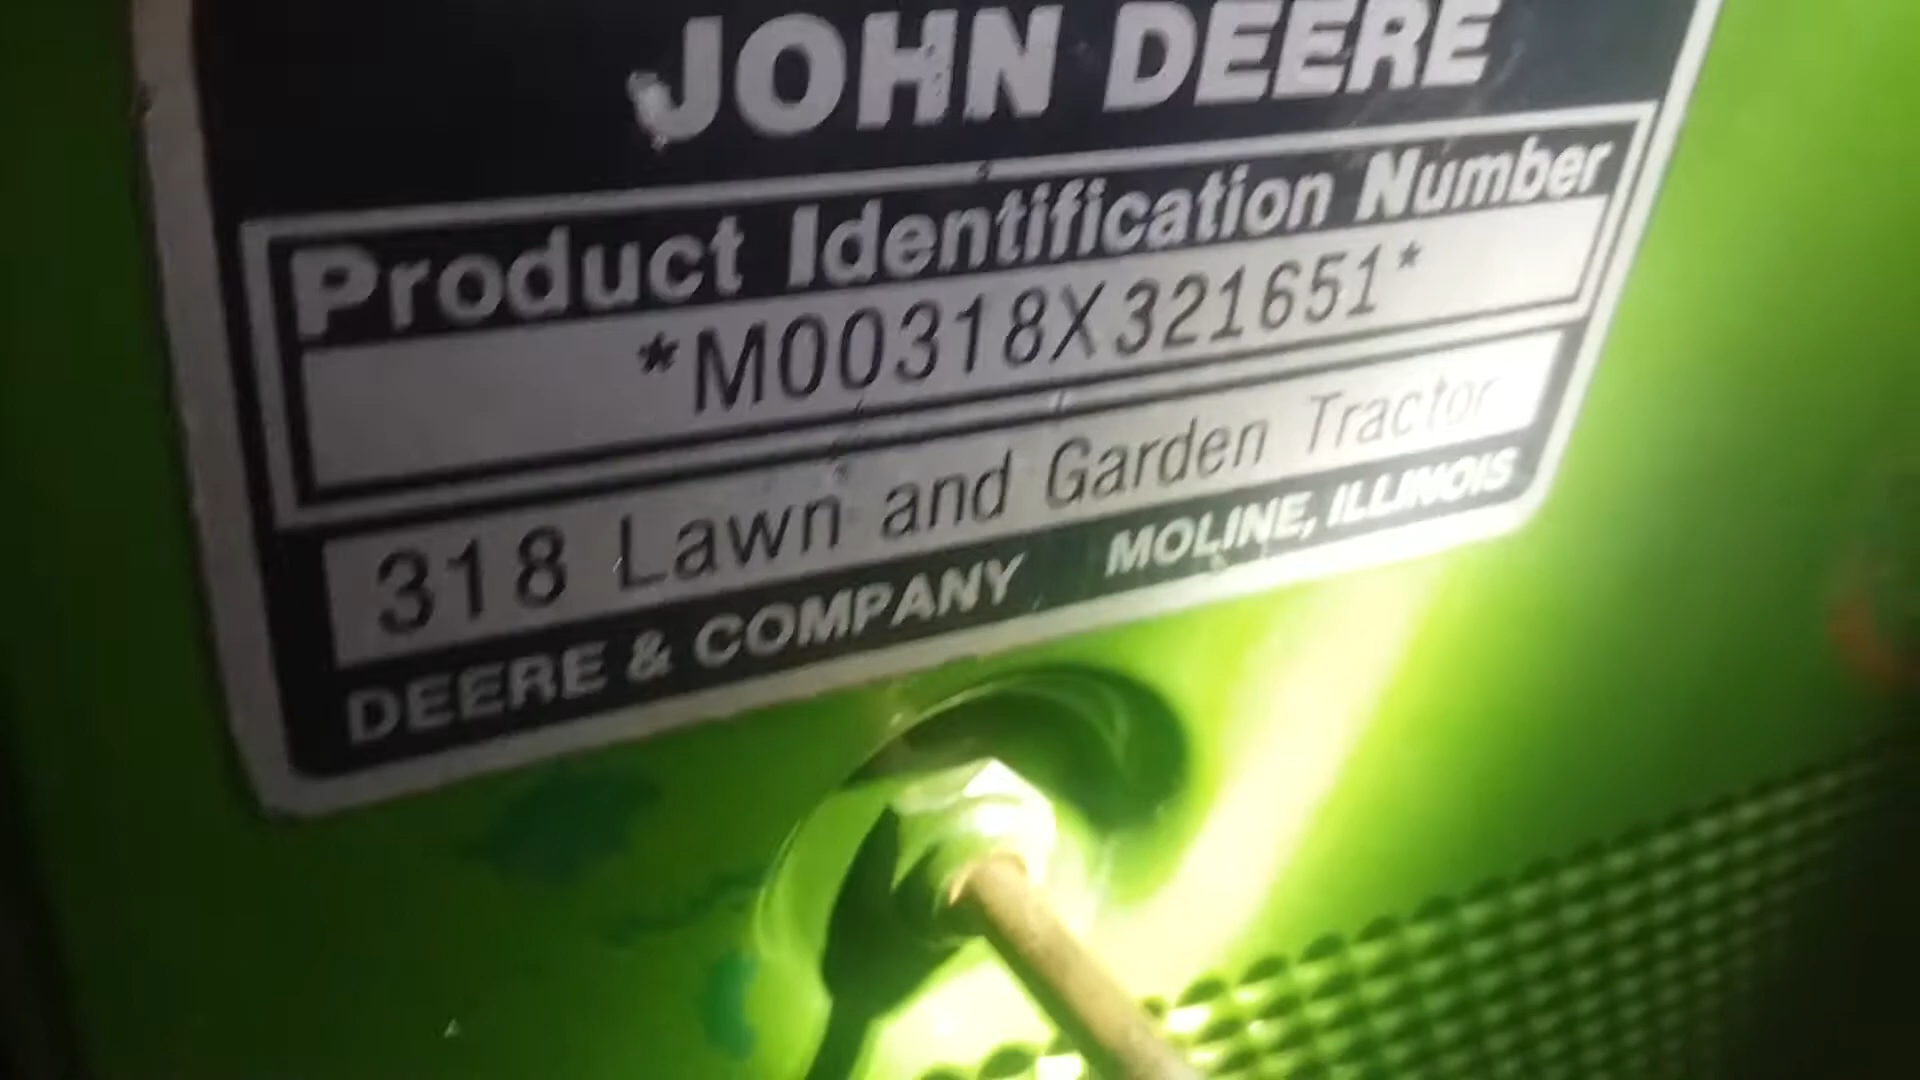 JOHN DEERE
Product Identification Number
*M00318X321651*
318 Lawn and Garden Tractor
DEERE & COMPANY MOLINE, ILLINOIS